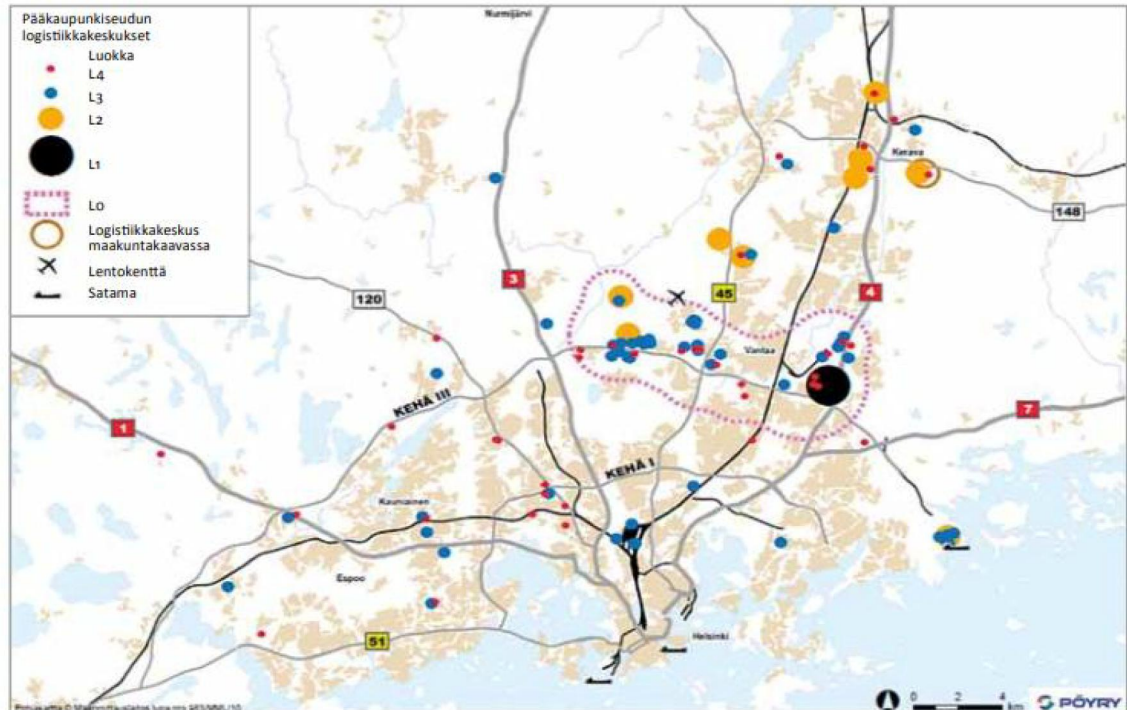 Pääkaupunkiseudun
logistiikkakeskukset
Luokka
L4
L3
L2
L1
L0
Logistiikkakeskus
maakuntakaavassa
Lentokenttä
Satama
Nurmijärvi
Kerava
148
3
4
45
120
Vantaa
KEHÄ III
1
7
KEHÄ I
Kauniainen
Espoo
51
Helsinki
0 2 4
km
PÖYRY